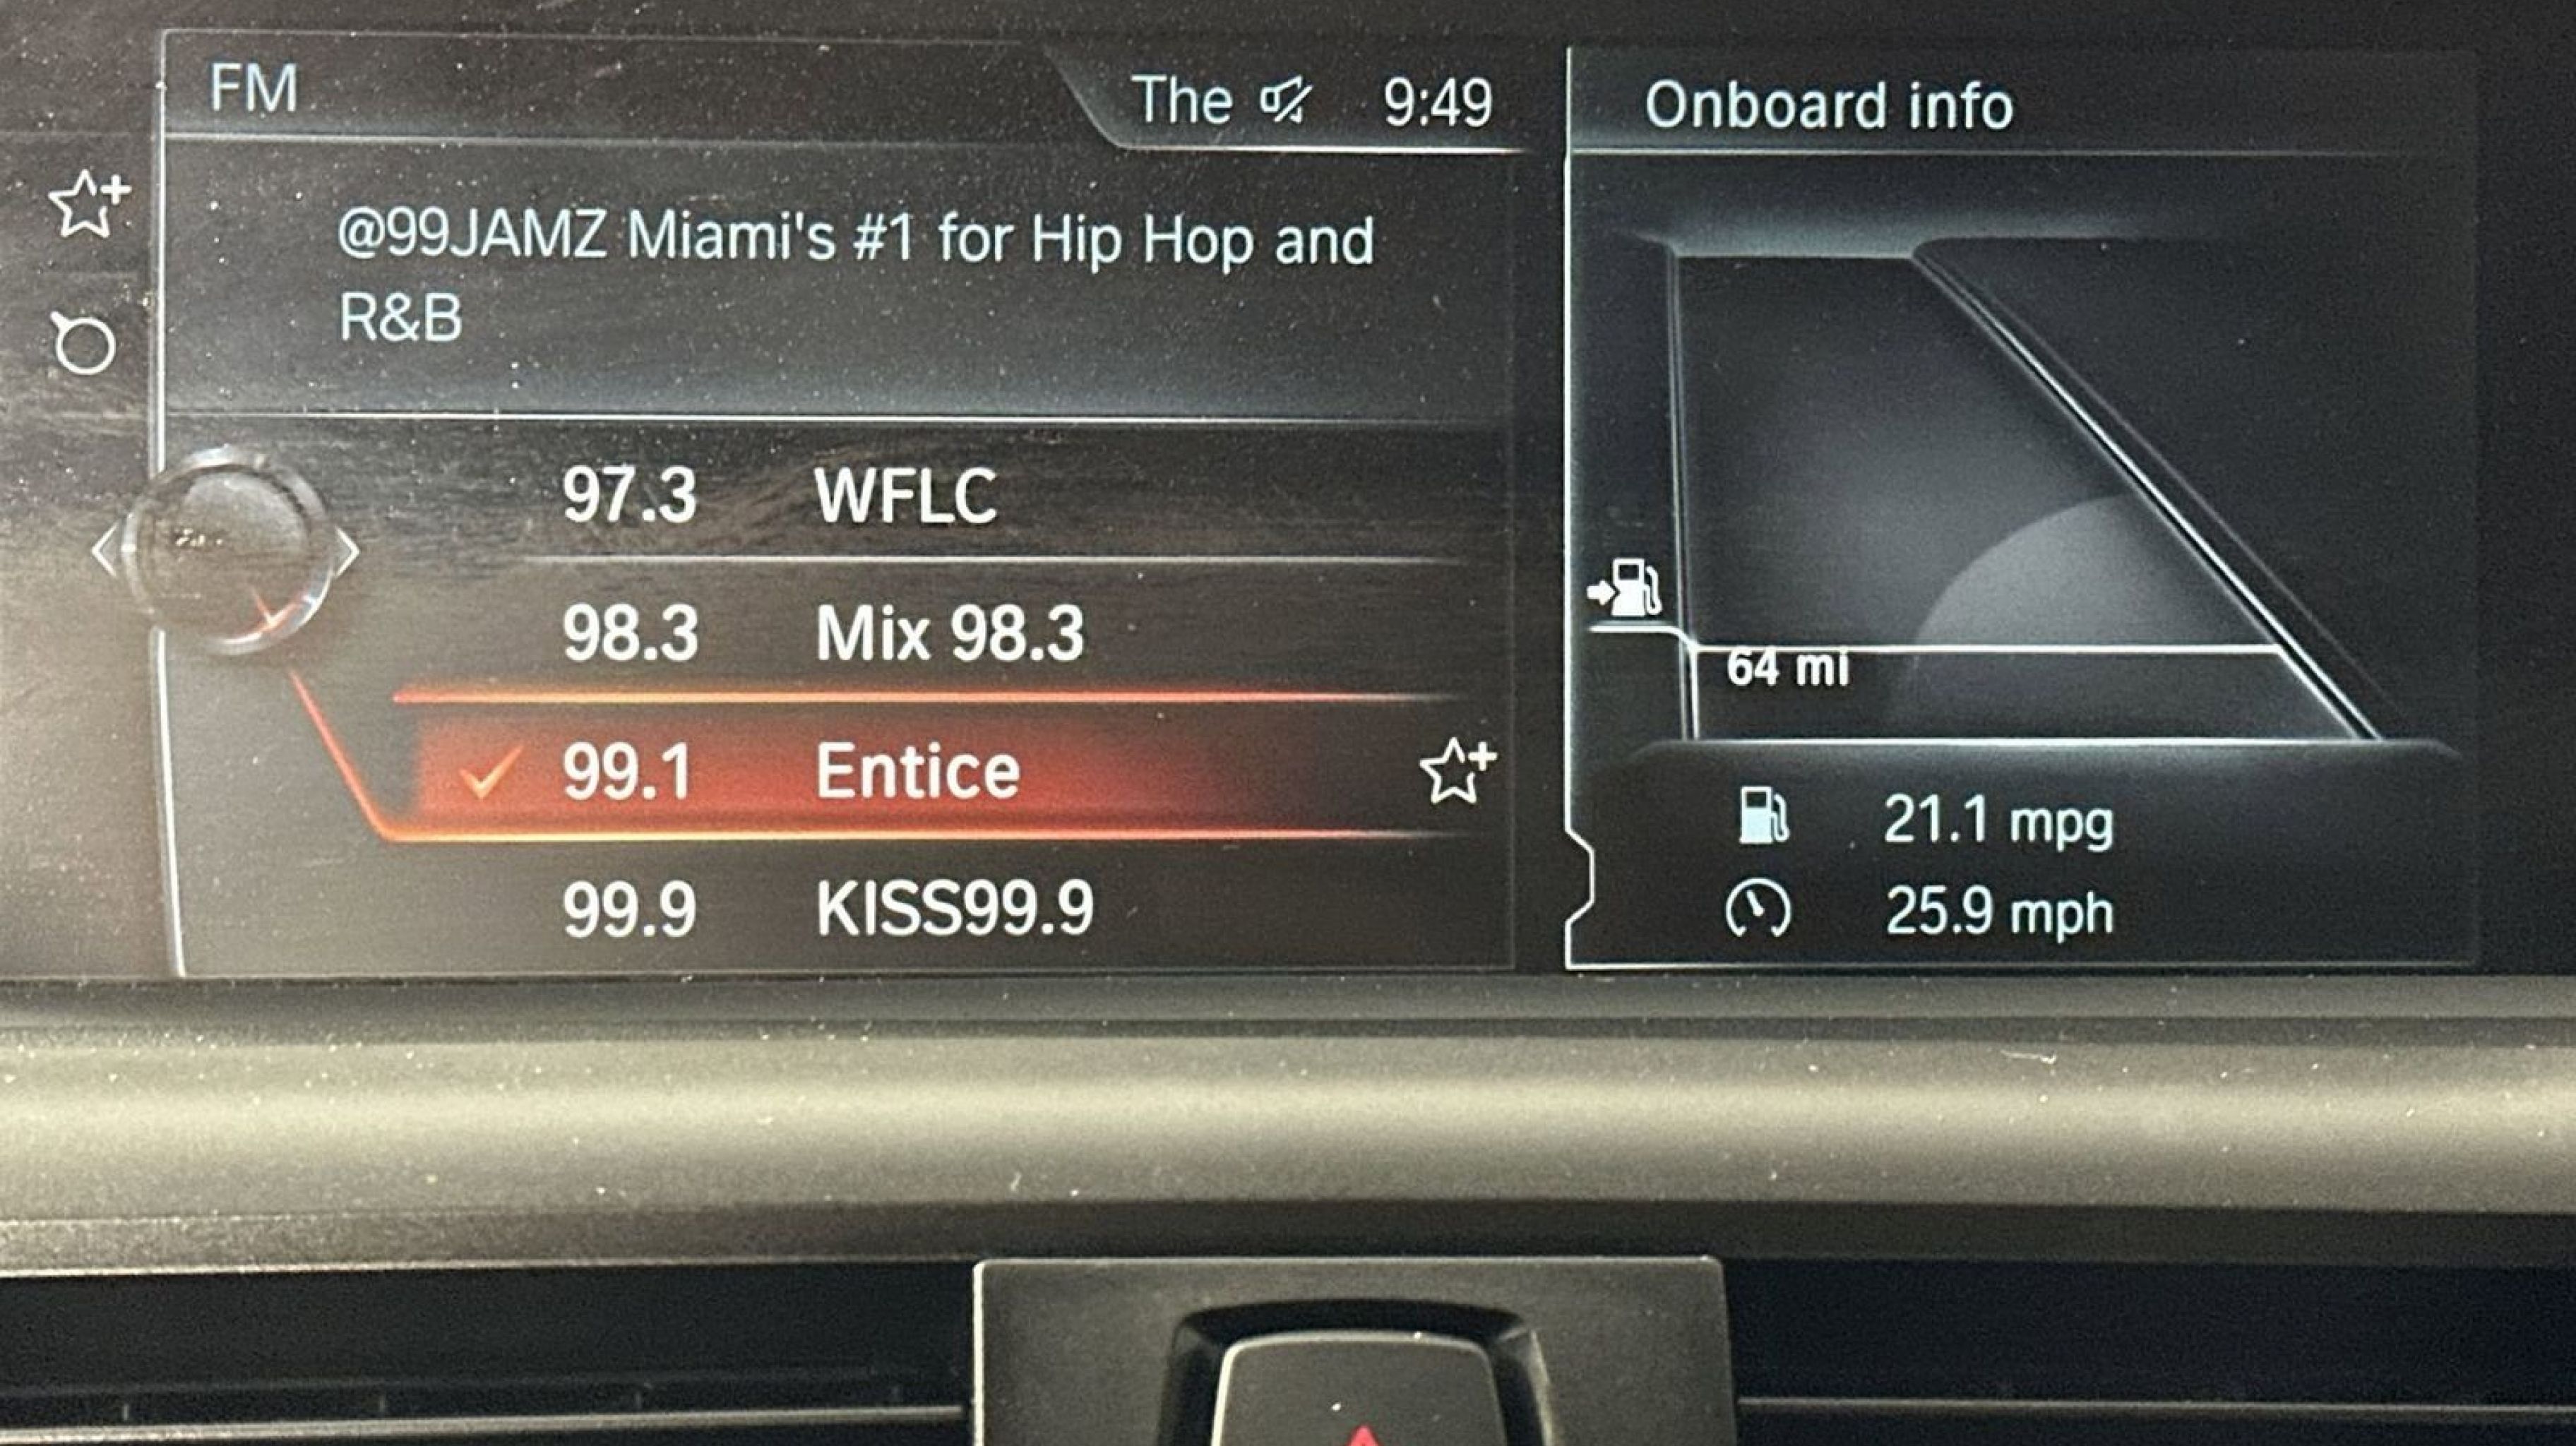 FM
The 9:49
@99JAMZ Miami's #1 for Hip Hop and
R&B
97.3 WFLC
98.3 Mix 98.3
99.1 Entice
99.9 KISS99.9
Onboard info
64 mi
21.1 mpg
25.9 mph